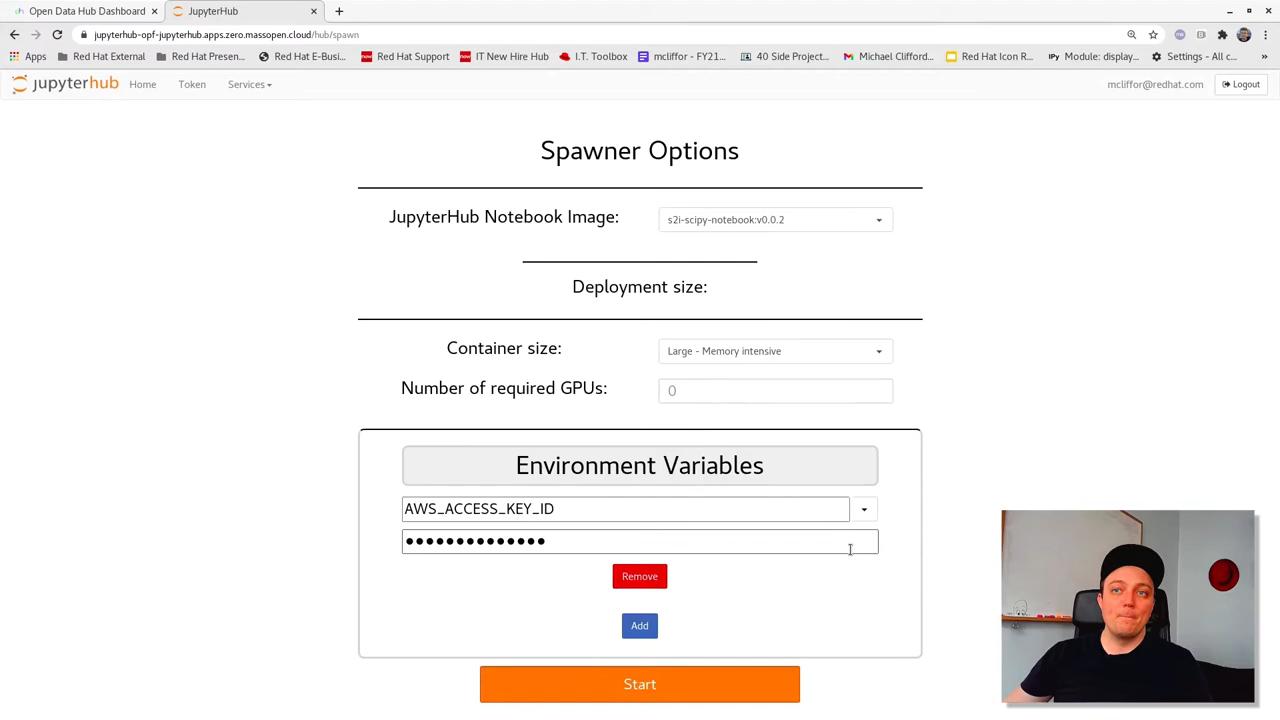 Open Data Hub Dashboard
JupyterHub
jupyterhub-opf-jupyterhub.apps.zero.massopen.cloud/hub/spawn
Apps
Red Hat External
Red Hat Presen...
Red Hat E-Busi...
Red Hat Support
IT New Hire Hub
I.T. Toolbox
mcliffor - FY21...
40 Side Project...
Michael Clifford...
Red Hat Icon R...
IPy Module: display...
Settings - All c...
jupyterhub Home Token Services mcliffor@redhat.com Logout
Spawner Options
JupyterHub Notebook Image: s2i-scipy-notebook:v0.0.2
Deployment size:
Container size: Large - Memory intensive
Number of required GPUs: 0
Environment Variables
AWS_ACCESS_KEY_ID
Remove
Add
Start